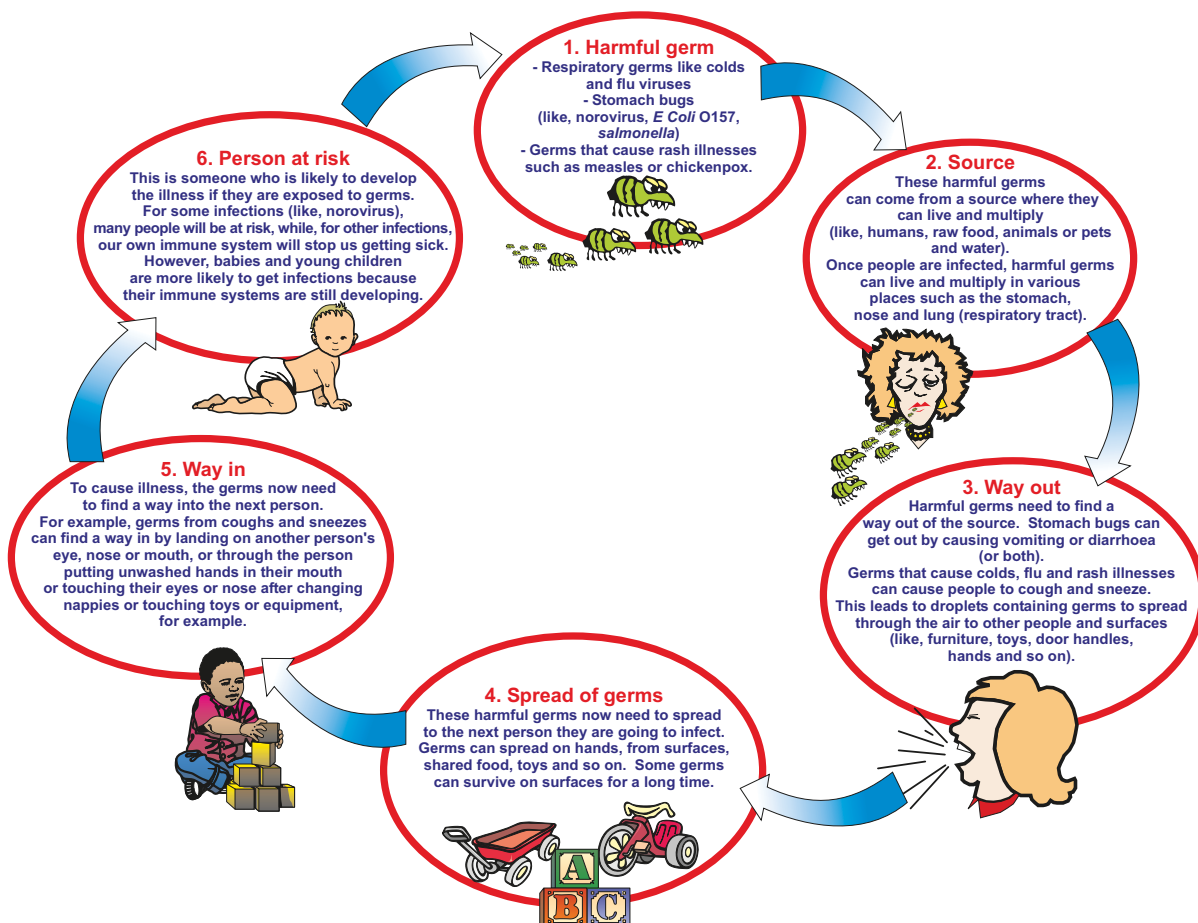 1. Harmful germ
- Respiratory germs like colds
and flu viruses
- Stomach bugs
(like, norovirus, E Coli O157,
salmonella)
- Germs that cause rash illnesses
such as measles or chickenpox.
2. Source
These harmful germs
can come from a source where they
can live and multiply
(like, humans, raw food, animals or pets
and water).
Once people are infected, harmful germs
can live and multiply in various
places such as the stomach,
nose and lung (respiratory tract).
3. Way out
Harmful germs need to find a
way out of the source. Stomach bugs can
get out by causing vomiting or diarrhoea
(or both).
Germs that cause colds, flu and rash illnesses
can cause people to cough and sneeze.
This leads to droplets containing germs to spread
through the air to other people and surfaces
(like, furniture, toys, door handles,
hands and so on).
4. Spread of germs
These harmful germs now need to spread
to the next person they are going to infect.
Germs can spread on hands, from surfaces,
shared food, toys and so on. Some germs
can survive on surfaces for a long time.
A
B C
5. Way in
To cause illness, the germs now need
to find a way into the next person.
For example, germs from coughs and sneezes
can find a way in by landing on another person's
eye, nose or mouth, or through the person
putting unwashed hands in their mouth
or touching their eyes or nose after changing
nappies or touching toys or equipment,
for example.
6. Person at risk
This is someone who is likely to develop
the illness if they are exposed to germs.
For some infections (like, norovirus),
many people will be at risk, while, for other infections,
our own immune system will stop us getting sick.
However, babies and young children
are more likely to get infections because
their immune systems are still developing.